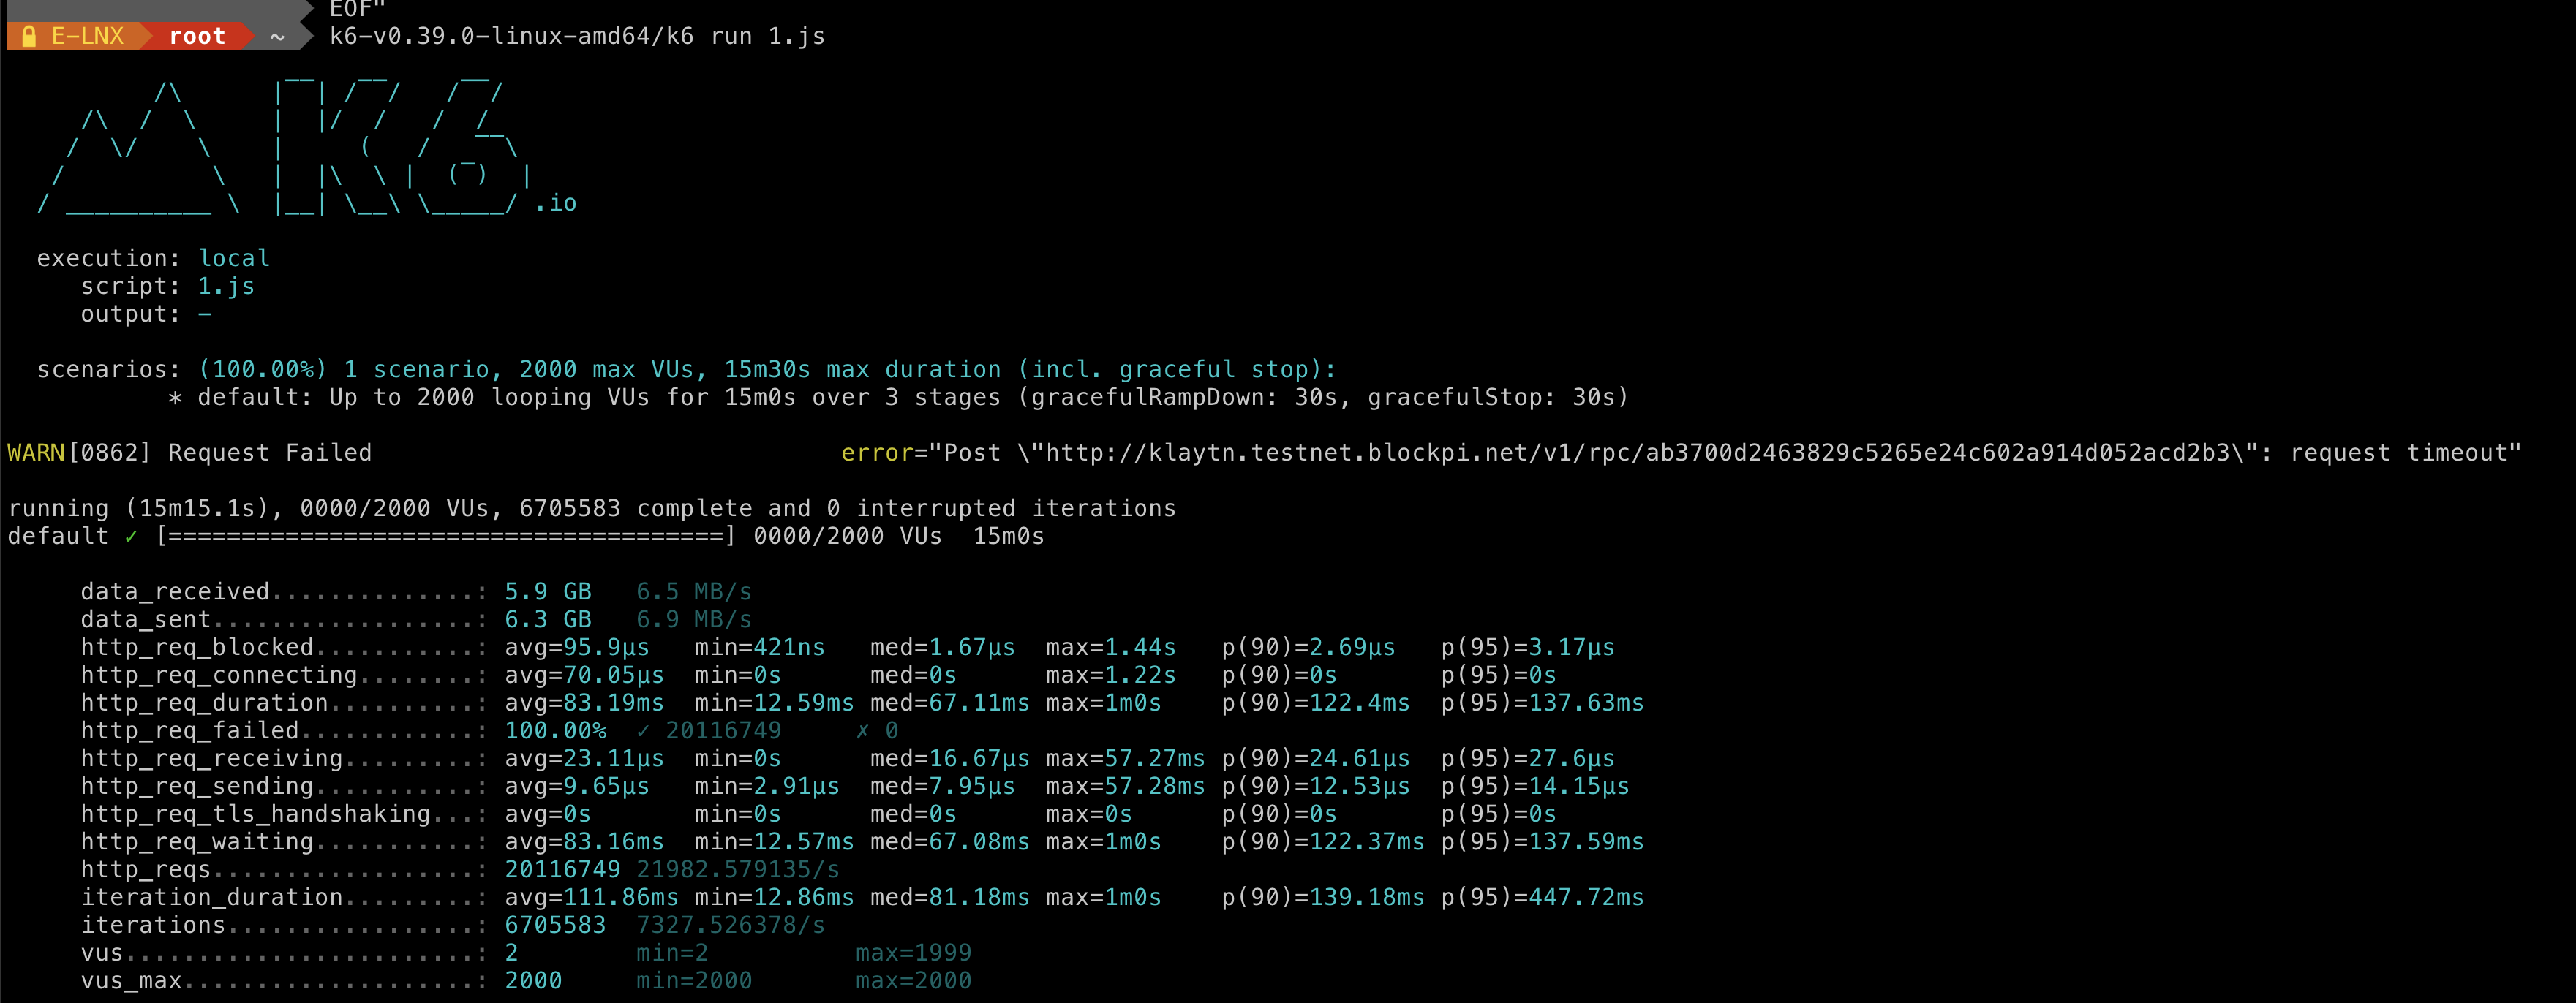 EOF"
E-LNX root ~ k6-v0.39.0-linux-amd64/k6 run 1.js
          /\      |‾‾| /‾‾/   /‾‾/
     /\  /  \     |  |/  /   /  /
    /  \/    \    |     (   /   ‾‾\
   /          \   |  |\  \ |  (‾)  |
  / __________ \  |__| \__\ \_____/ .io
execution: local
script: 1.js
output: -
scenarios: (100.00%) 1 scenario, 2000 max VUs, 15m30s max duration (incl. graceful stop):
* default: Up to 2000 looping VUs for 15m0s over 3 stages (gracefulRampDown: 30s, gracefulStop: 30s)
WARN[0862] Request Failed error="Post \"http://klaytn.testnet.blockpi.net/v1/rpc/ab3700d2463829c5265e24c602a914d052acd2b3\": request timeout"
running (15m15.1s), 0000/2000 VUs, 6705583 complete and 0 interrupted iterations
default ✓ [======================================] 0000/2000 VUs 15m0s
data_received..............: 5.9 GB 6.5 MB/s
data_sent..................: 6.3 GB 6.9 MB/s
http_req_blocked...........: avg=95.9µs min=421ns med=1.67µs max=1.44s p(90)=2.69µs p(95)=3.17µs
http_req_connecting........: avg=70.05µs min=0s med=0s max=1.22s p(90)=0s p(95)=0s
http_req_duration..........: avg=83.19ms min=12.59ms med=67.11ms max=1m0s p(90)=122.4ms p(95)=137.63ms
http_req_failed............: 100.00% ✓ 20116749 ✗ 0
http_req_receiving.........: avg=23.11µs min=0s med=16.67µs max=57.27ms p(90)=24.61µs p(95)=27.6µs
http_req_sending...........: avg=9.65µs min=2.91µs med=7.95µs max=57.28ms p(90)=12.53µs p(95)=14.15µs
http_req_tls_handshaking...: avg=0s min=0s med=0s max=0s p(90)=0s p(95)=0s
http_req_waiting...........: avg=83.16ms min=12.57ms med=67.08ms max=1m0s p(90)=122.37ms p(95)=137.59ms
http_reqs..................: 20116749 21982.579135/s
iteration_duration.........: avg=111.86ms min=12.86ms med=81.18ms max=1m0s p(90)=139.18ms p(95)=447.72ms
iterations.................: 6705583 7327.526378/s
vus........................: 2 min=2 max=1999
vus_max....................: 2000 min=2000 max=2000